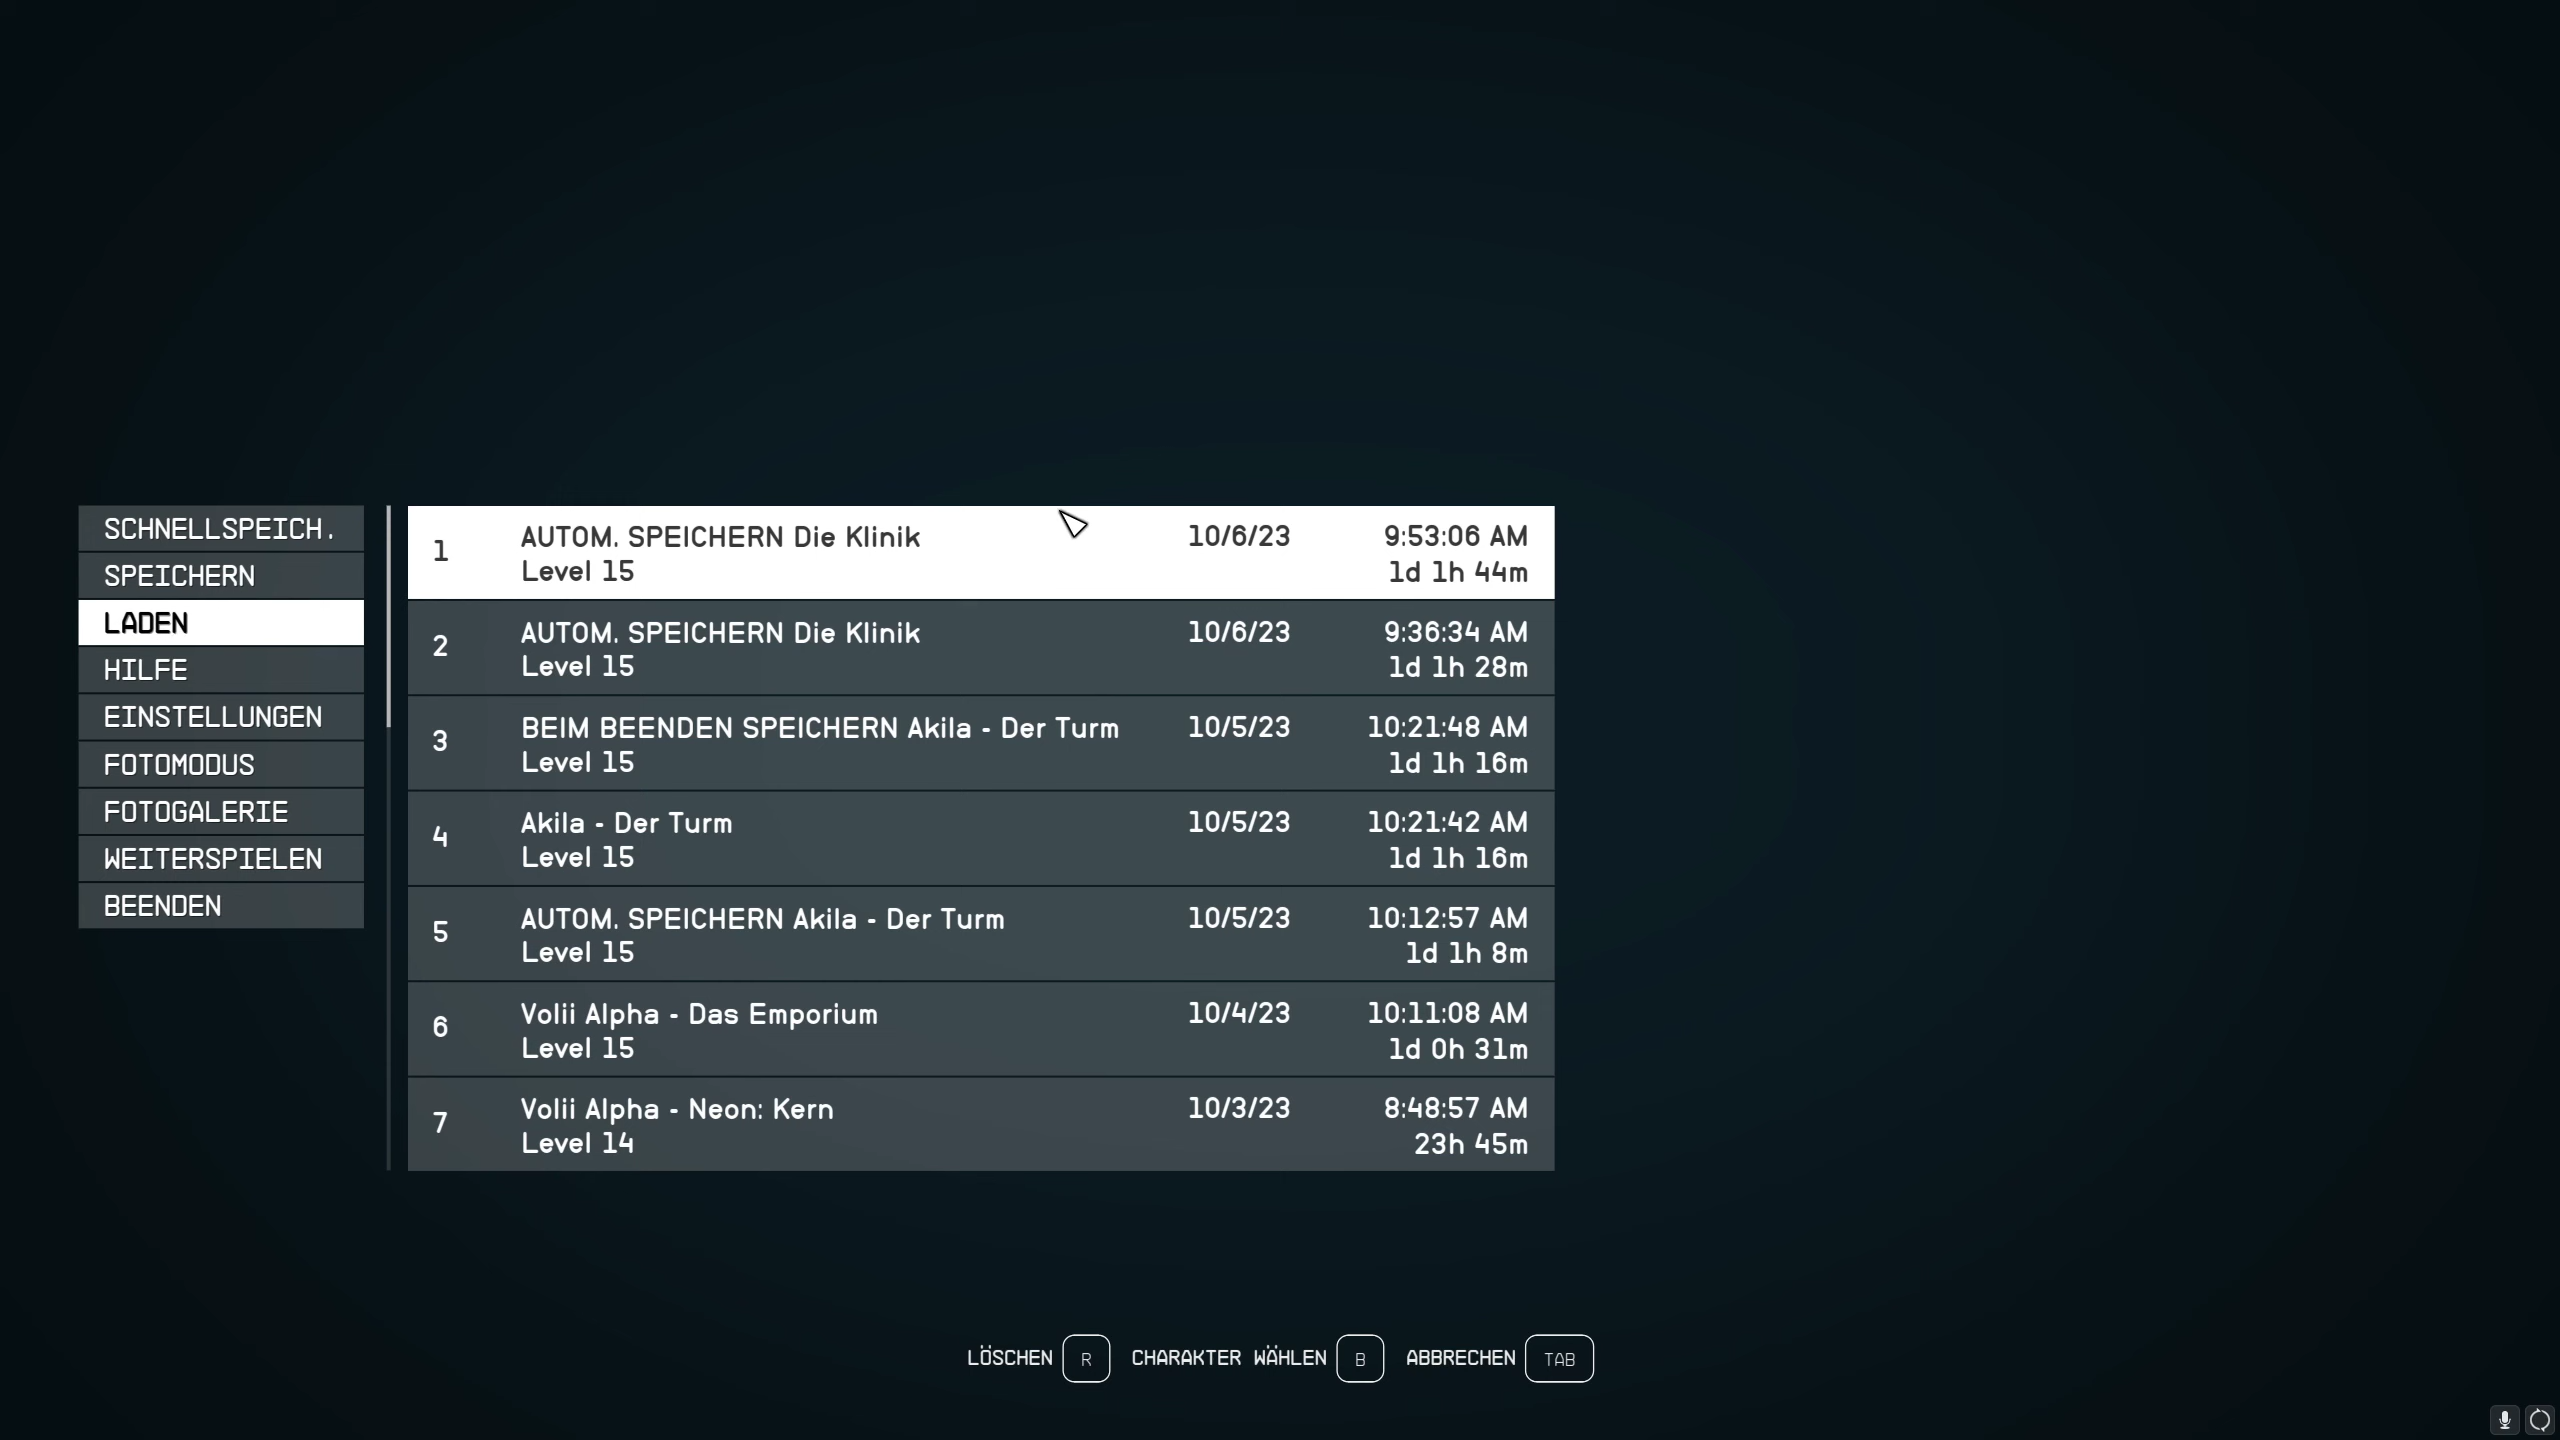 SCHNELLSPEICH.
SPEICHERN
LADEN
HILFE
EINSTELLUNGEN
FOTOMODUS
FOTOGALERIE
WEITERSPIELEN
BEENDEN
1 AUTOM. SPEICHERN Die Klinik 10/6/23 9:53:06 AM
Level 15 1d 1h 44m
2 AUTOM. SPEICHERN Die Klinik 10/6/23 9:36:34 AM
Level 15 1d 1h 28m
3 BEIM BEENDEN SPEICHERN Akila - Der Turm 10/5/23 10:21:48 AM
Level 15 1d 1h 16m
4 Akila - Der Turm 10/5/23 10:21:42 AM
Level 15 1d 1h 16m
5 AUTOM. SPEICHERN Akila - Der Turm 10/5/23 10:12:57 AM
Level 15 1d 1h 8m
6 Volii Alpha - Das Emporium 10/4/23 10:11:08 AM
Level 15 1d 0h 31m
7 Volii Alpha - Neon: Kern 10/3/23 8:48:57 AM
Level 14 23h 45m
LÖSCHEN R CHARAKTER WÄHLEN B ABBRECHEN TAB